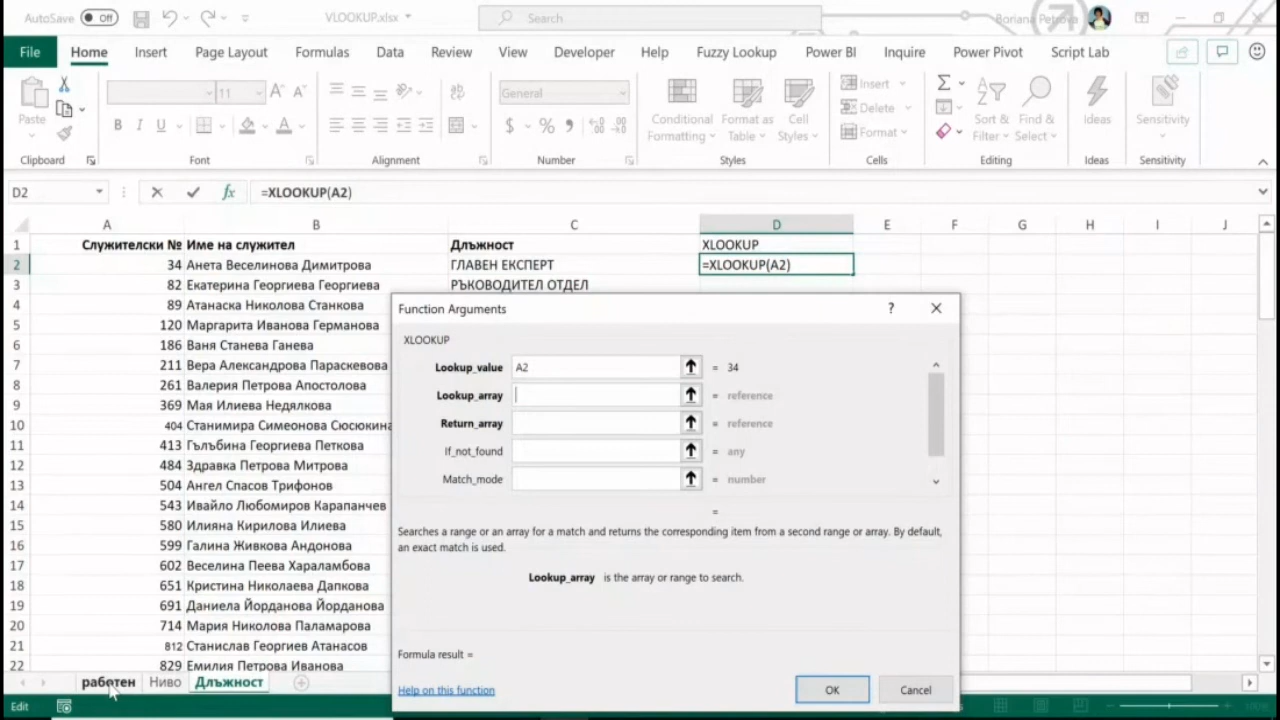 AutoSave Off VLOOKUP.xlsx Search Boriana Petrova
File Home Insert Page Layout Formulas Data Review View Developer Help Fuzzy Lookup Power BI Inquire Power Pivot Script Lab
Paste
11
General
Conditional Formatting
Format as Table
Cell Styles
Insert
Delete
Format
Sort & Filter
Find & Select
Ideas
Sensitivity
Clipboard Font Alignment Number Styles Cells Editing Ideas Sensitivity
D2 fx =XLOOKUP(A2)
A B C D E F G H I J
1 Служителски № Име на служител Длъжност XLOOKUP
2 34 Анета Веселинова Димитрова ГЛАВЕН ЕКСПЕРТ =XLOOKUP(A2)
3 82 Екатерина Георгиева Георгиева РЪКОВОДИТЕЛ ОТДЕЛ
4 89 Атанаска Николова Станкова
5 120 Маргарита Иванова Германова
6 186 Ваня Станева Ганева
7 211 Вера Александрова Параскевова
8 261 Валерия Петрова Апостолова
9 369 Мая Илиева Недялкова
10 404 Станимира Симеонова Сюсюкина
11 413 Гълъбина Георгиева Петкова
12 484 Здравка Петрова Митрова
13 504 Ангел Спасов Трифонов
14 543 Ивайло Любомиров Карапанчев
15 580 Илияна Кирилова Илиева
16 599 Галина Живкова Андонова
17 602 Веселина Пеева Хараламбова
18 651 Кристина Николаева Дапкова
19 691 Даниела Йорданова Йорданова
20 714 Мария Николова Паламарова
21 812 Станислав Георгиев Атанасов
22 829 Емилия Петрова Иванова
Function Arguments ?
XLOOKUP
Lookup_value A2 = 34
Lookup_array = reference
Return_array = reference
If_not_found = any
Match_mode = number
=
Searches a range or an array for a match and returns the corresponding item from a second range or array. By default,
an exact match is used.
Lookup_array is the array or range to search.
Formula result =
Help on this function OK Cancel
работен Ниво Длъжност
Edit